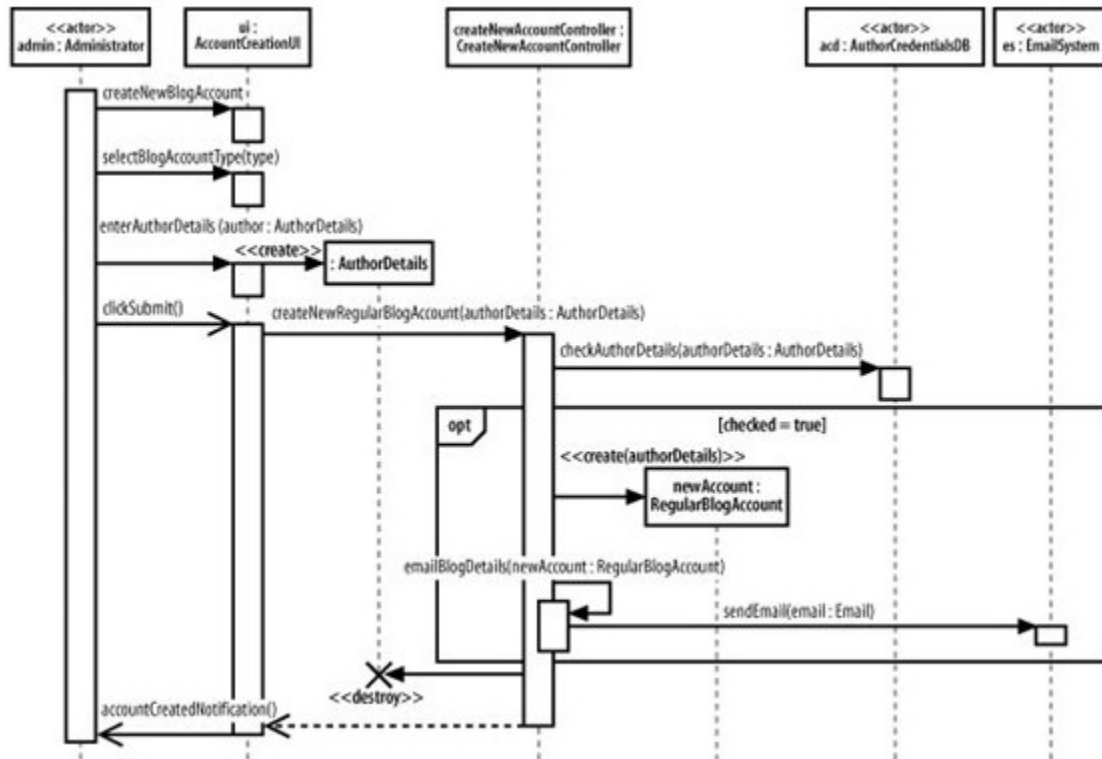 <<actor>>
admin : Administrator
ui :
AccountCreationUI
createNewAccountController :
CreateNewAccountController
<<actor>>
acd : AuthorCredentialsDB
<<actor>>
es : EmailSystem
createNewBlogAccount
selectBlogAccountType(type)
enterAuthorDetails (author : AuthorDetails)
<<create>>
: AuthorDetails
clickSubmit()
createNewRegularBlogAccount(authorDetails : AuthorDetails)
checkAuthorDetails(authorDetails : AuthorDetails)
opt
[checked = true]
<<create(authorDetails)>>
newAccount :
RegularBlogAccount
emailBlogDetails(newAccount : RegularBlogAccount)
sendEmail(email : Email)
<<destroy>>
accountCreatedNotification()